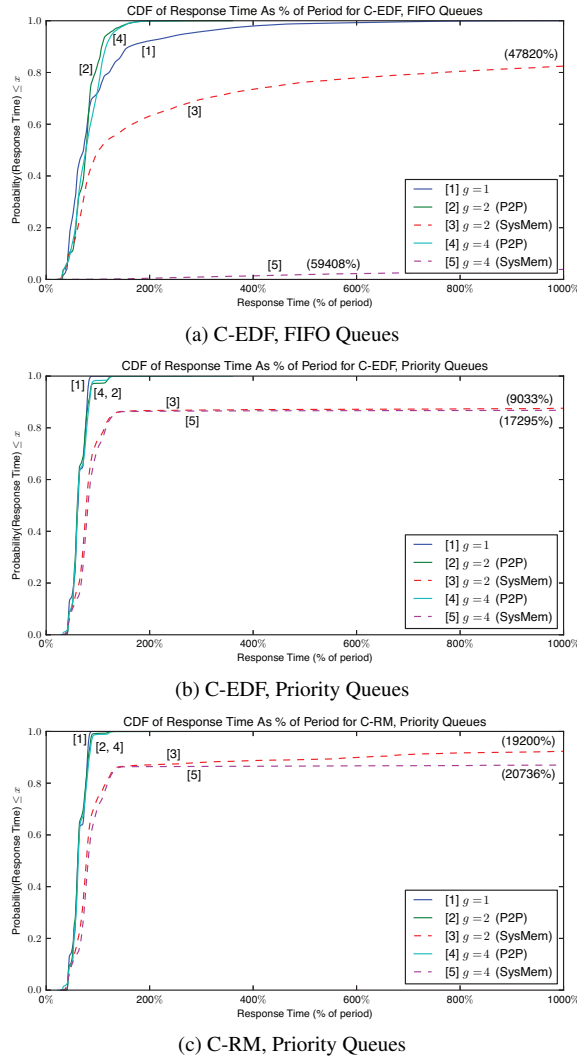 CDF of Response Time As % of Period for C-EDF, FIFO Queues
Probability(Response Time) ≤ x
1.0
0.8
0.6
0.4
0.2
0.0
[1]
[2]
[4]
[3]
(47820%)
[5]
(59408%)
[1] g = 1
[2] g = 2 (P2P)
[3] g = 2 (SysMem)
[4] g = 4 (P2P)
[5] g = 4 (SysMem)
0% 200% 400% 600% 800% 1000%
Response Time (% of period)
(a) C-EDF, FIFO Queues
CDF of Response Time As % of Period for C-EDF, Priority Queues
Probability(Response Time) ≤ x
1.0
0.8
0.6
0.4
0.2
0.0
[1]
[4, 2]
[3]
[5]
(9033%)
(17295%)
[1] g = 1
[2] g = 2 (P2P)
[3] g = 2 (SysMem)
[4] g = 4 (P2P)
[5] g = 4 (SysMem)
0% 200% 400% 600% 800% 1000%
Response Time (% of period)
(b) C-EDF, Priority Queues
CDF of Response Time As % of Period for C-RM, Priority Queues
Probability(Response Time) ≤ x
1.0
0.8
0.6
0.4
0.2
0.0
[1]
[2, 4]
[3]
[5]
(19200%)
(20736%)
[1] g = 1
[2] g = 2 (P2P)
[3] g = 2 (SysMem)
[4] g = 4 (P2P)
[5] g = 4 (SysMem)
0% 200% 400% 600% 800% 1000%
Response Time (% of period)
(c) C-RM, Priority Queues